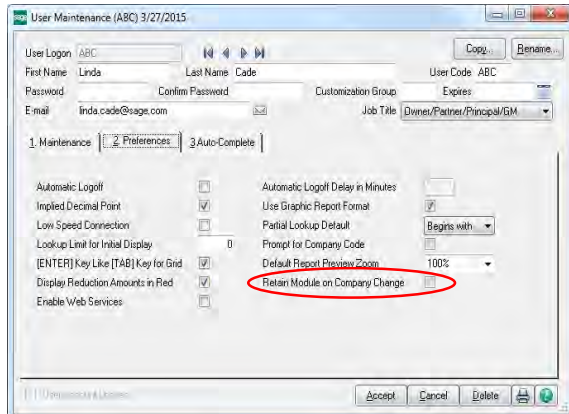 sage User Maintenance (ABC) 3/27/2015
User Logon ABC Copy... Rename...
First Name Linda Last Name Cade User Code ABC
Password Confirm Password Customization Group Expires
E-mail linda.cade@sage.com Job Title Owner/Partner/Principal/GM
1. Maintenance 2. Preferences 3 Auto-Complete
Automatic Logoff Automatic Logoff Delay in Minutes
Implied Decimal Point Use Graphic Report Format
Low Speed Connection Partial Lookup Default Begins with
Lookup Limit for Initial Display 0 Prompt for Company Code
[ENTER] Key Like [TAB] Key for Grid Default Report Preview Zoom 100%
Display Reduction Amounts in Red Retain Module on Company Change
Enable Web Services
Accept Cancel Delete